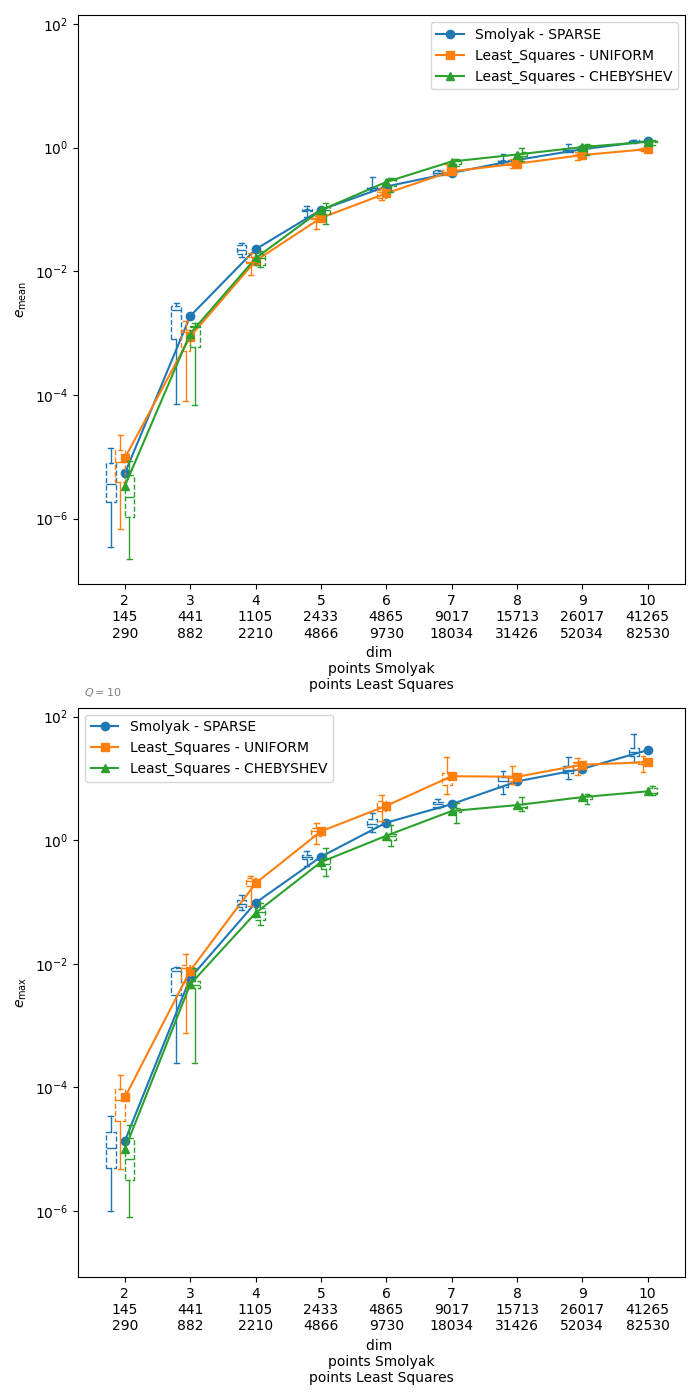 10²
10⁰
10⁻²
10⁻⁴
10⁻⁶
e_mean
Smolyak - SPARSE
Least_Squares - UNIFORM
Least_Squares - CHEBYSHEV
2 3 4 5 6 7 8 9 10
145 441 1105 2433 4865 9017 15713 26017 41265
290 882 2210 4866 9730 18034 31426 52034 82530
dim
points Smolyak
points Least Squares
Q = 10
10²
10⁰
10⁻²
10⁻⁴
10⁻⁶
e_max
Smolyak - SPARSE
Least_Squares - UNIFORM
Least_Squares - CHEBYSHEV
2 3 4 5 6 7 8 9 10
145 441 1105 2433 4865 9017 15713 26017 41265
290 882 2210 4866 9730 18034 31426 52034 82530
dim
points Smolyak
points Least Squares